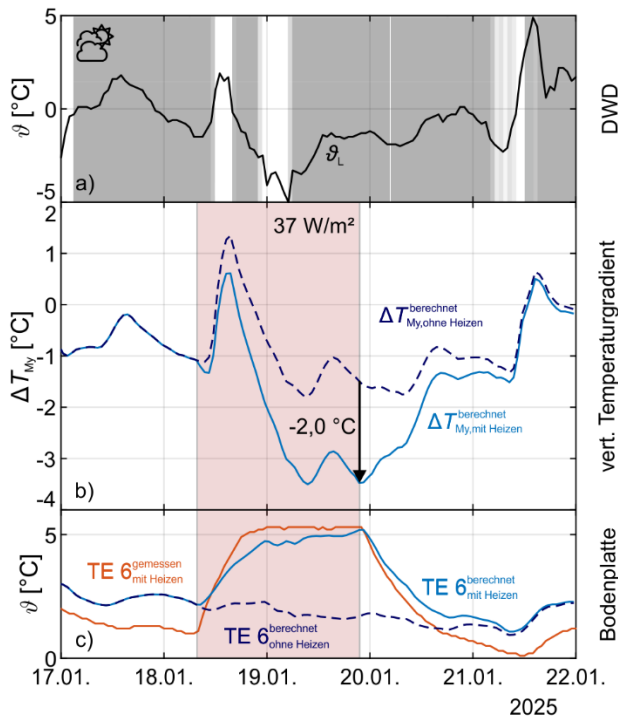 5
0
-5
ϑ [°C]
ϑL
a)
DWD
2
1
0
-1
-2
-3
-4
ΔTMy [°C]
37 W/m²
ΔT berechnet My,ohne Heizen
-2,0 °C
ΔT berechnet My,mit Heizen
b)
vert. Temperaturgradient
5
0
ϑ [°C]
TE 6 gemessen mit Heizen
TE 6 berechnet mit Heizen
TE 6 berechnet ohne Heizen
c)
Bodenplatte
17.01. 18.01. 19.01. 20.01. 21.01. 22.01.
2025